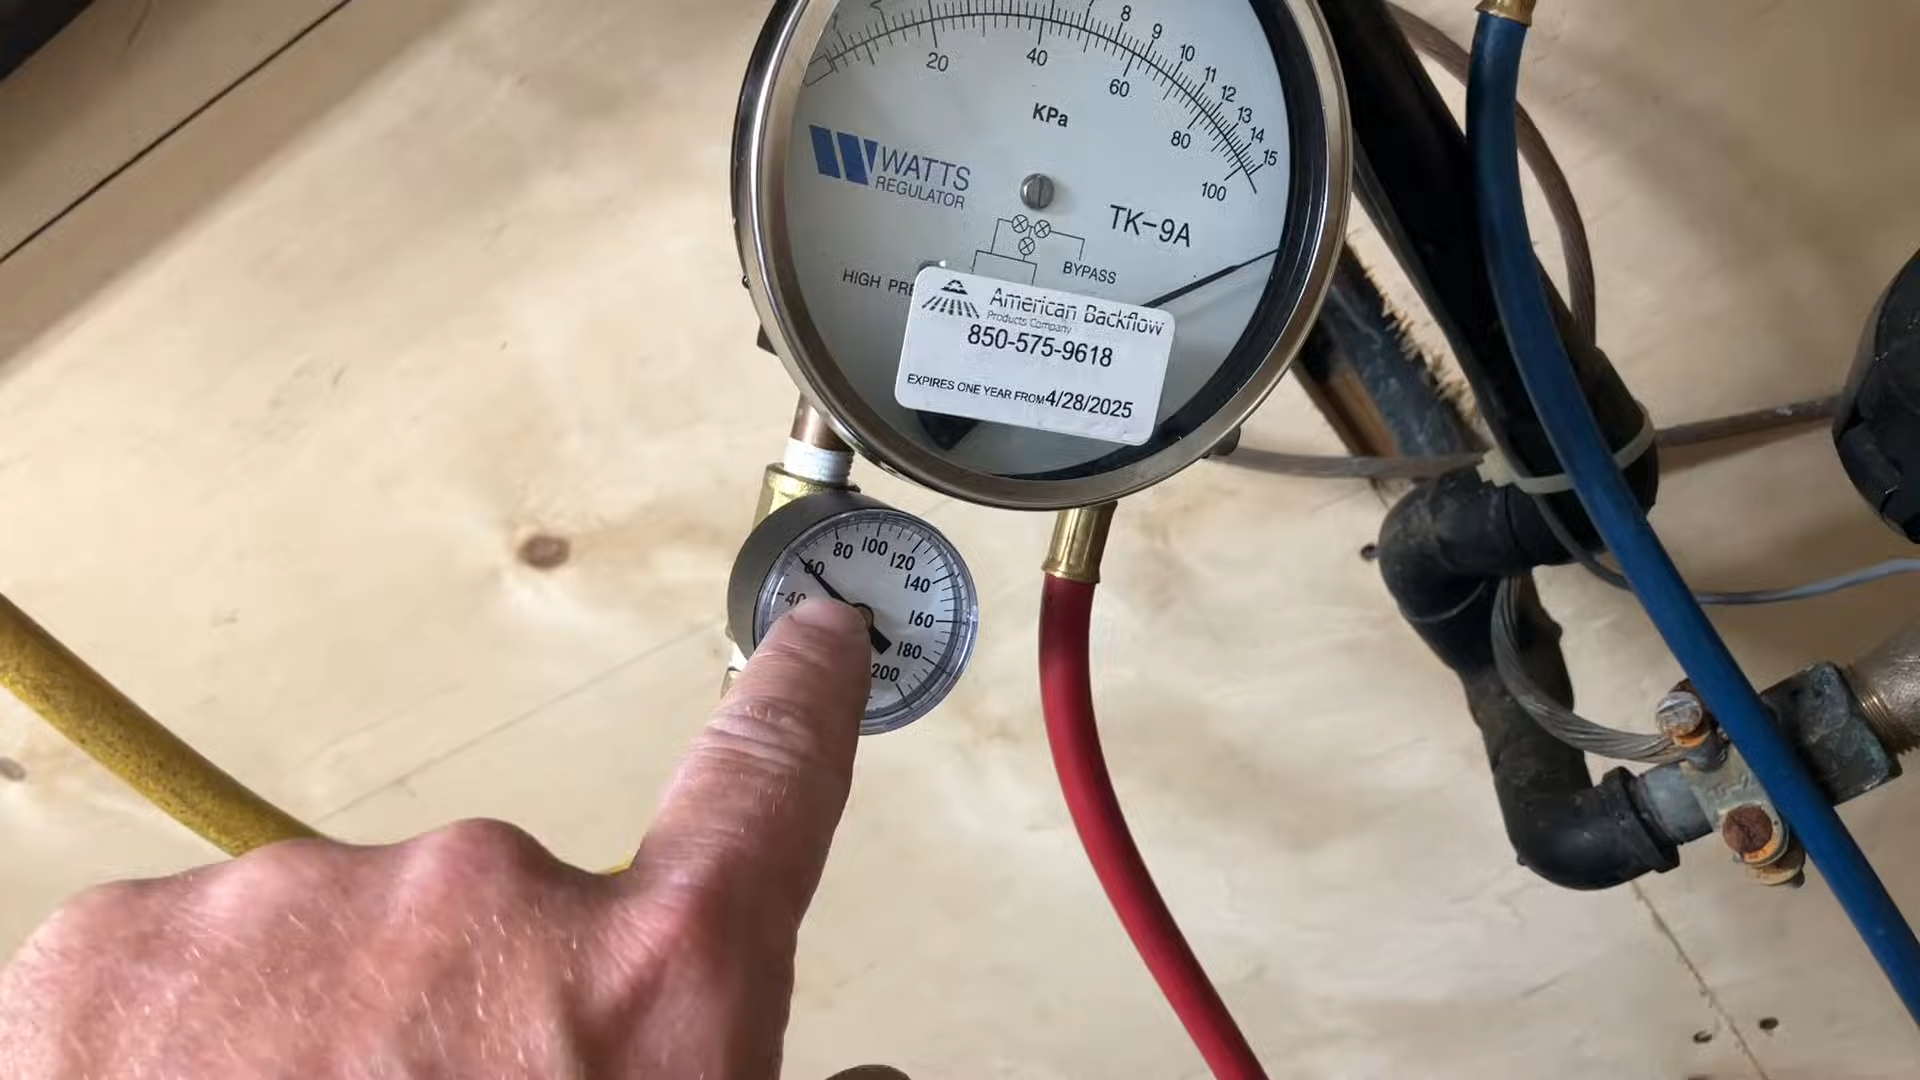 8 9 10 11 12 13 14 15
20 40 60 80 100
KPa
WATTS
REGULATOR
TK-9A
BYPASS
HIGH
American Backflow
Products Company
850-575-9618
EXPIRES ONE YEAR FROM 4/28/2025
60 80 100 120 140 160 180 200